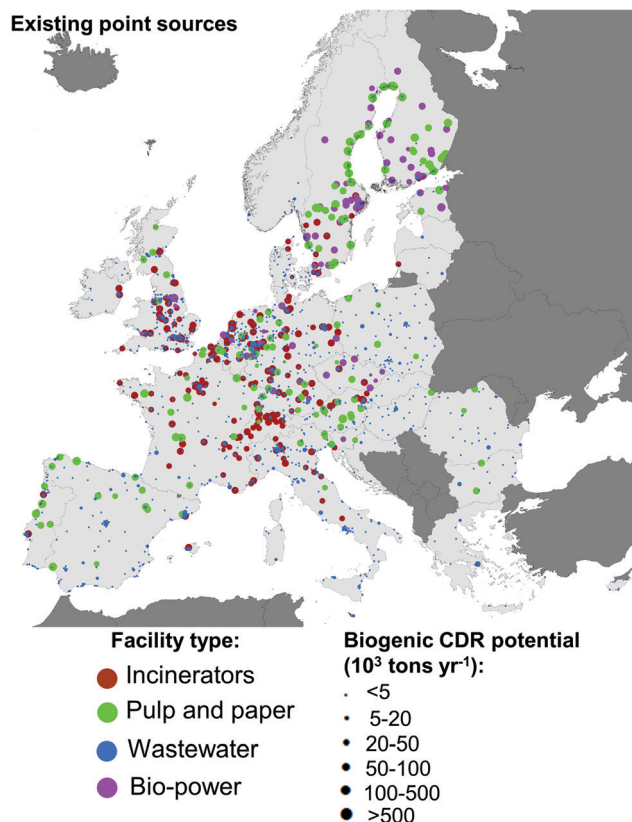 Existing point sources
Facility type:
Incinerators
Pulp and paper
Wastewater
Bio-power
Biogenic CDR potential
(10³ tons yr⁻¹):
<5
5-20
20-50
50-100
100-500
>500